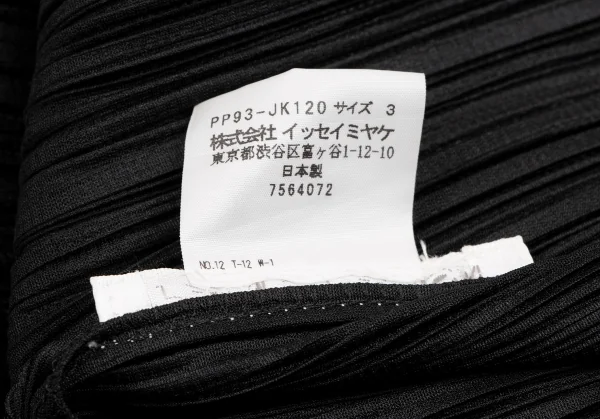 PP93-JK120 サイズ 3
株式会社 イッセイミヤケ
東京都渋谷区富ヶ谷1-12-10
日本製
7564072
NO.12 T-12 W-1